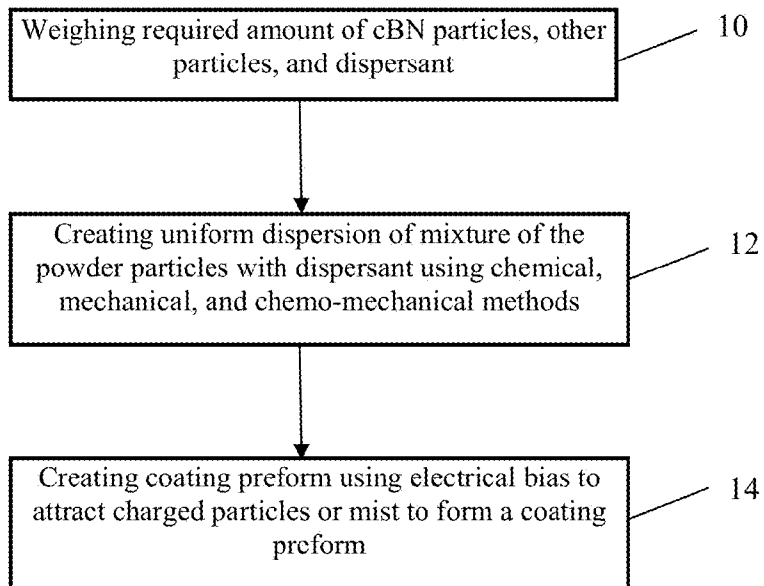 Weighing required amount of cBN particles, other
particles, and dispersant
10
Creating uniform dispersion of mixture of the
powder particles with dispersant using chemical,
mechanical, and chemo-mechanical methods
12
Creating coating preform using electrical bias to
attract charged particles or mist to form a coating
preform
14